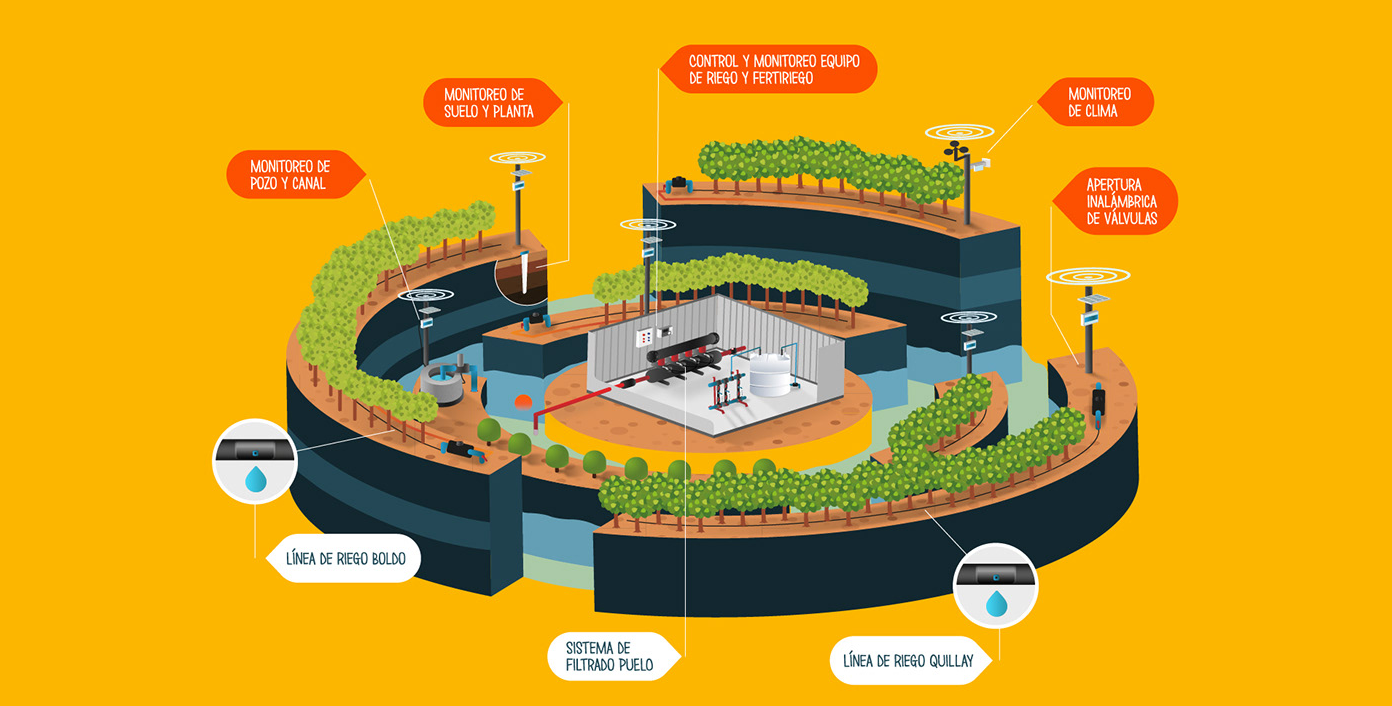 CONTROL Y MONITOREO EQUIPO
DE RIEGO Y FERTIRIEGO
MONITOREO DE
SUELO Y PLANTA
MONITOREO
DE CLIMA
MONITOREO DE
POZO Y CANAL
APERTURA
INALÁMBRICA
DE VÁLVULAS
LÍNEA DE RIEGO BOLDO
SISTEMA DE
FILTRADO PUELO
LÍNEA DE RIEGO QUILLAY